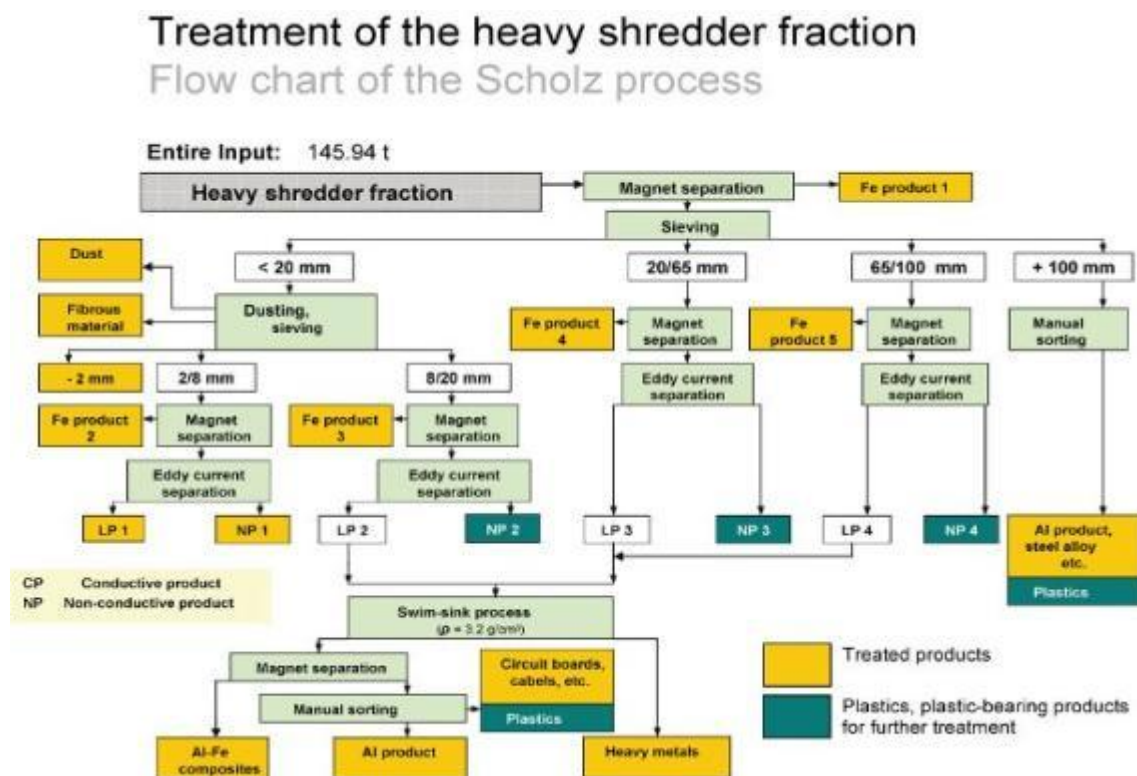 Treatment of the heavy shredder fraction
Flow chart of the Scholz process
Entire Input: 145.94 t
Heavy shredder fraction
Magnet separation
Fe product 1
Sieving
Dust
< 20 mm
20/65 mm
65/100 mm
+ 100 mm
Fibrous
material
Dusting,
sieving
Fe product
4
Magnet
separation
Fe
product 5
Magnet
separation
Manual
sorting
- 2 mm
2/8 mm
8/20 mm
Eddy current
separation
Eddy current
separation
Fe product
2
Magnet
separation
Fe product
3
Magnet
separation
Eddy current
separation
Eddy current
separation
LP 1
NP 1
LP 2
NP 2
LP 3
NP 3
LP 4
NP 4
Al product,
steel alloy
etc.
Plastics
CP Conductive product
NP Non-conductive product
Swim-sink process
(ρ = 3.2 g/cm³)
Magnet separation
Circuit boards,
cabels, etc.
Plastics
Manual sorting
Al-Fe
composites
Al product
Heavy metals
Treated products
Plastics, plastic-bearing products
for further treatment